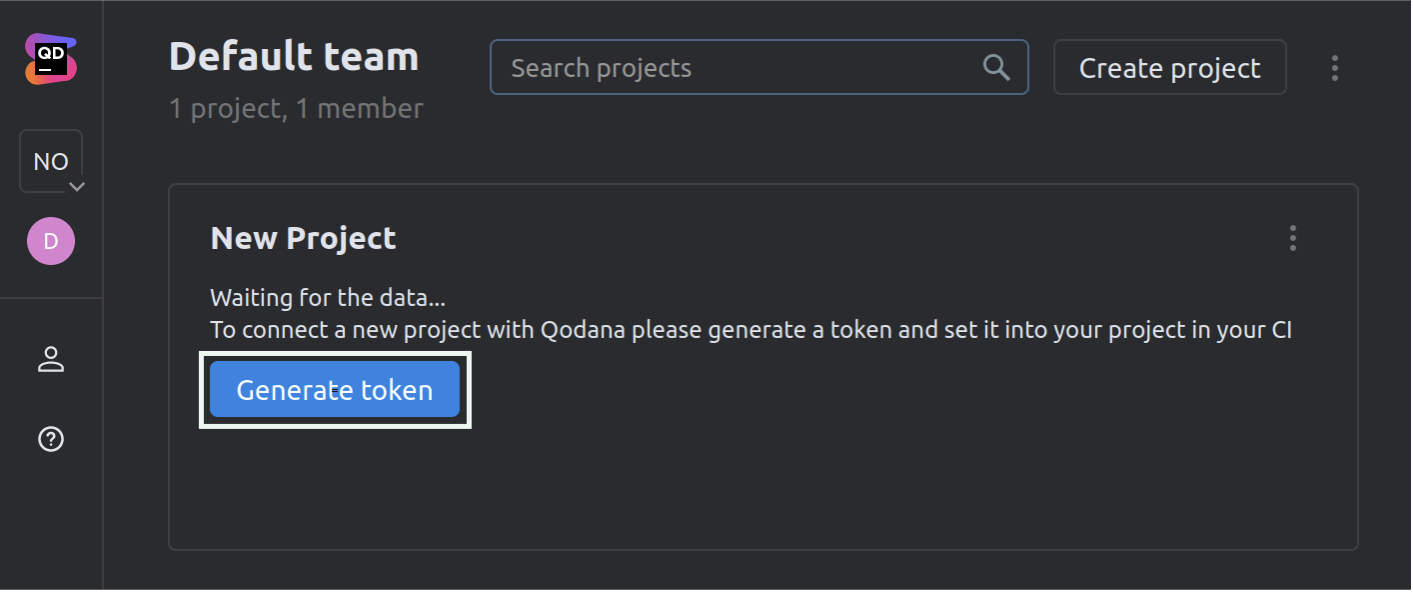 QD
Default team
Search projects
Create project
1 project, 1 member
NO
D
New Project
Waiting for the data...
To connect a new project with Qodana please generate a token and set it into your project in your CI
Generate token
?